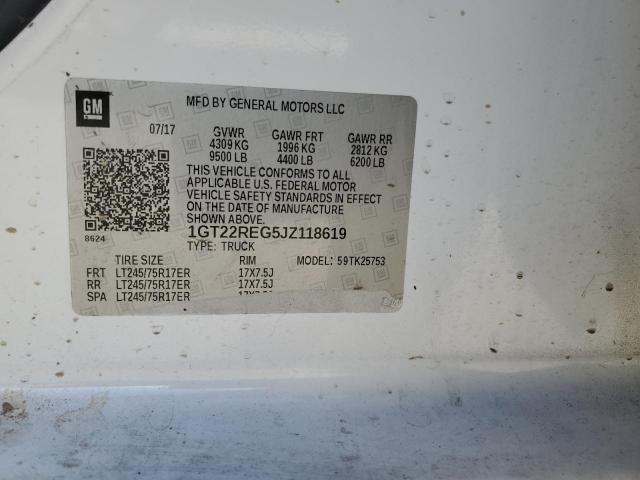 GM
MFD BY GENERAL MOTORS LLC
07/17 GVWR GAWR FRT GAWR RR
4309 KG 1996 KG 2812 KG
9500 LB 4400 LB 6200 LB
THIS VEHICLE CONFORMS TO ALL
APPLICABLE U.S. FEDERAL MOTOR
VEHICLE SAFETY STANDARDS IN EFFECT
ON THE DATE OF MANUFACTURE
SHOWN ABOVE.
8624 1GT22REG5JZ118619
TYPE: TRUCK
TIRE SIZE RIM MODEL: 59TK25753
FRT LT245/75R17ER 17X7.5J
RR LT245/75R17ER 17X7.5J
SPA LT245/75R17ER 17X7.5J